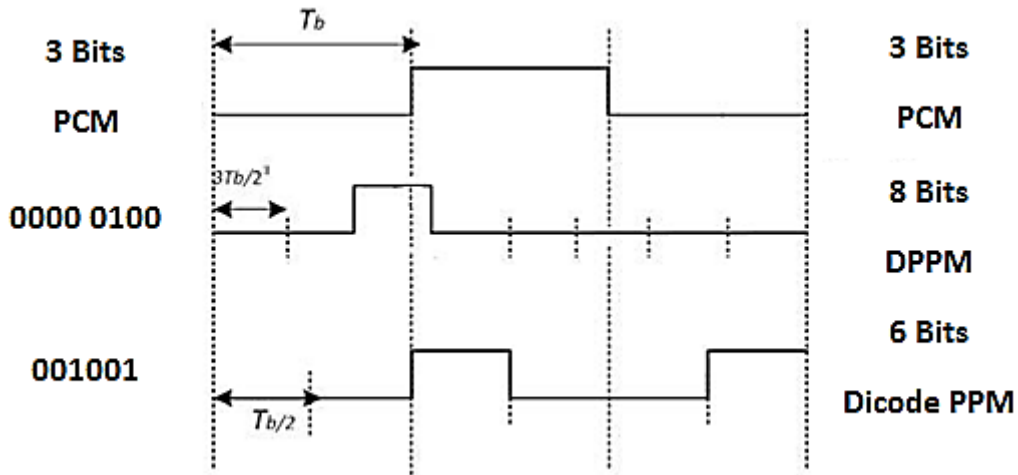 Tb
3 Bits
PCM
3 Bits
PCM
3Tb/2³
0000 0100
8 Bits
DPPM
001001
Tb/2
6 Bits
Dicode PPM